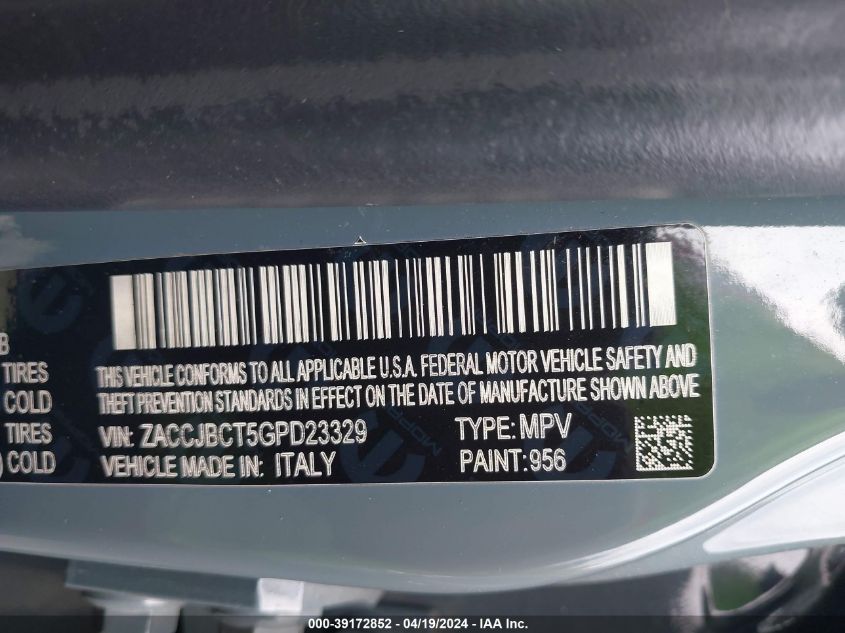 B
TIRES
COLD
TIRES
) COLD
THIS VEHICLE CONFORMS TO ALL APPLICABLE U.S.A. FEDERAL MOTOR VEHICLE SAFETY AND
THEFT PREVENTION STANDARDS IN EFFECT ON THE DATE OF MANUFACTURE SHOWN ABOVE
VIN: ZACCJBCT5GPD23329 TYPE: MPV
VEHICLE MADE IN: ITALY PAINT: 956
MOPAR
000-39172852 / 04/19/2024 - IAA Inc.